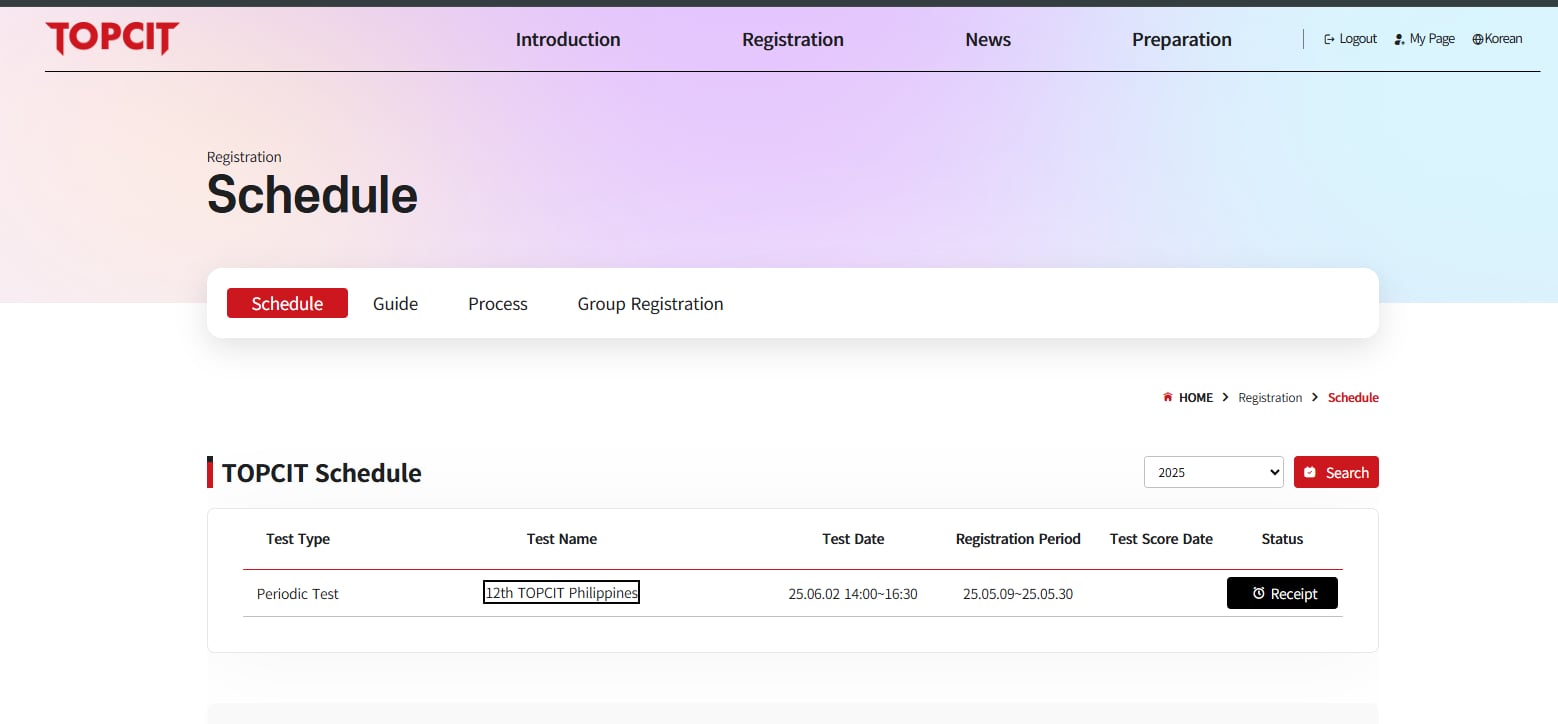 TOPCIT
Introduction Registration News Preparation Logout My Page Korean
Registration
Schedule
Schedule Guide Process Group Registration
HOME > Registration > Schedule
TOPCIT Schedule
2025 Search
Test Type Test Name Test Date Registration Period Test Score Date Status
Periodic Test 12th TOPCIT Philippines 25.06.02 14:00~16:30 25.05.09~25.05.30 Receipt